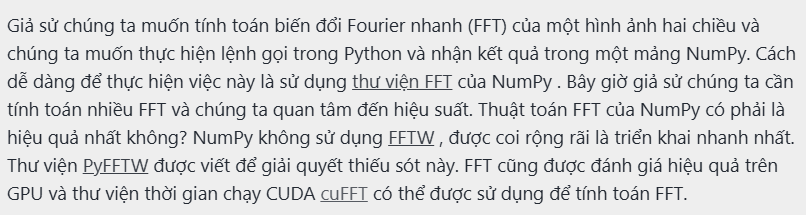 Giả sử chúng ta muốn tính toán biến đổi Fourier nhanh (FFT) của một hình ảnh hai chiều và
chúng ta muốn thực hiện lệnh gọi trong Python và nhận kết quả trong một mảng NumPy. Cách
dễ dàng để thực hiện việc này là sử dụng thư viện FFT của NumPy . Bây giờ giả sử chúng ta cần
tính toán nhiều FFT và chúng ta quan tâm đến hiệu suất. Thuật toán FFT của NumPy có phải là
hiệu quả nhất không? NumPy không sử dụng FFTW , được coi rộng rãi là triển khai nhanh nhất.
Thư viện PyFFTW được viết để giải quyết thiếu sót này. FFT cũng được đánh giá hiệu quả trên
GPU và thư viện thời gian chạy CUDA cuFFT có thể được sử dụng để tính toán FFT.